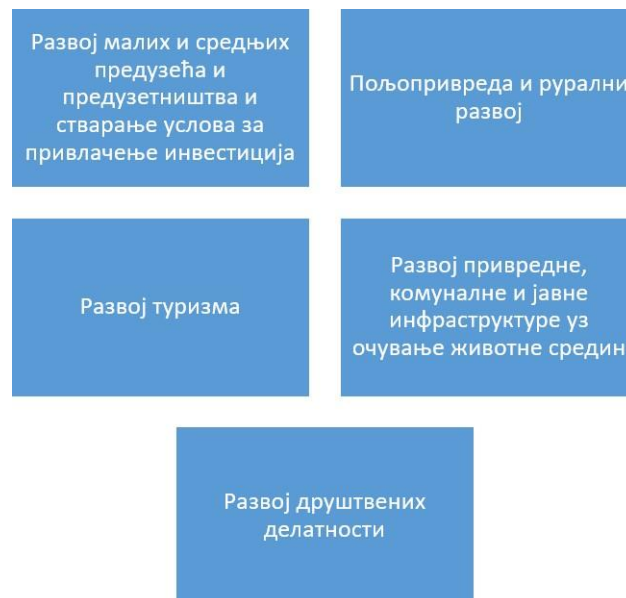 Развој малих и средњих
предузећа и
предузетништва и
стварање услова за
привлачење инвестиција
Пољопривреда и рурални
развој
Развој туризма
Развој привредне,
комуналне и јавне
инфраструктуре уз
очување животне средин
Развој друштвених
делатности